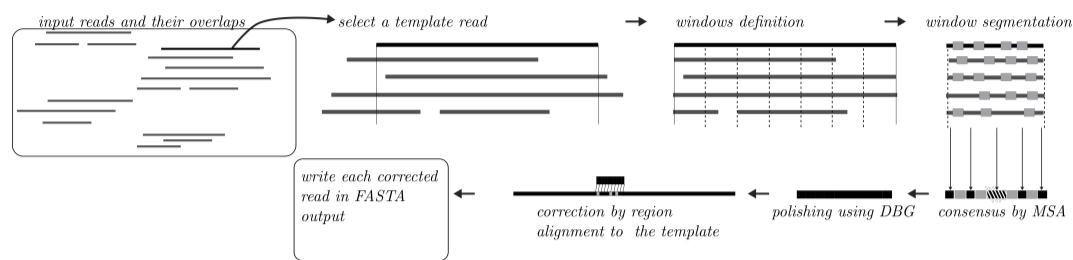 input reads and their overlaps
select a template read
windows definition
window segmentation
write each corrected
read in FASTA
output
correction by region
alignment to the template
polishing using DBG
consensus by MSA